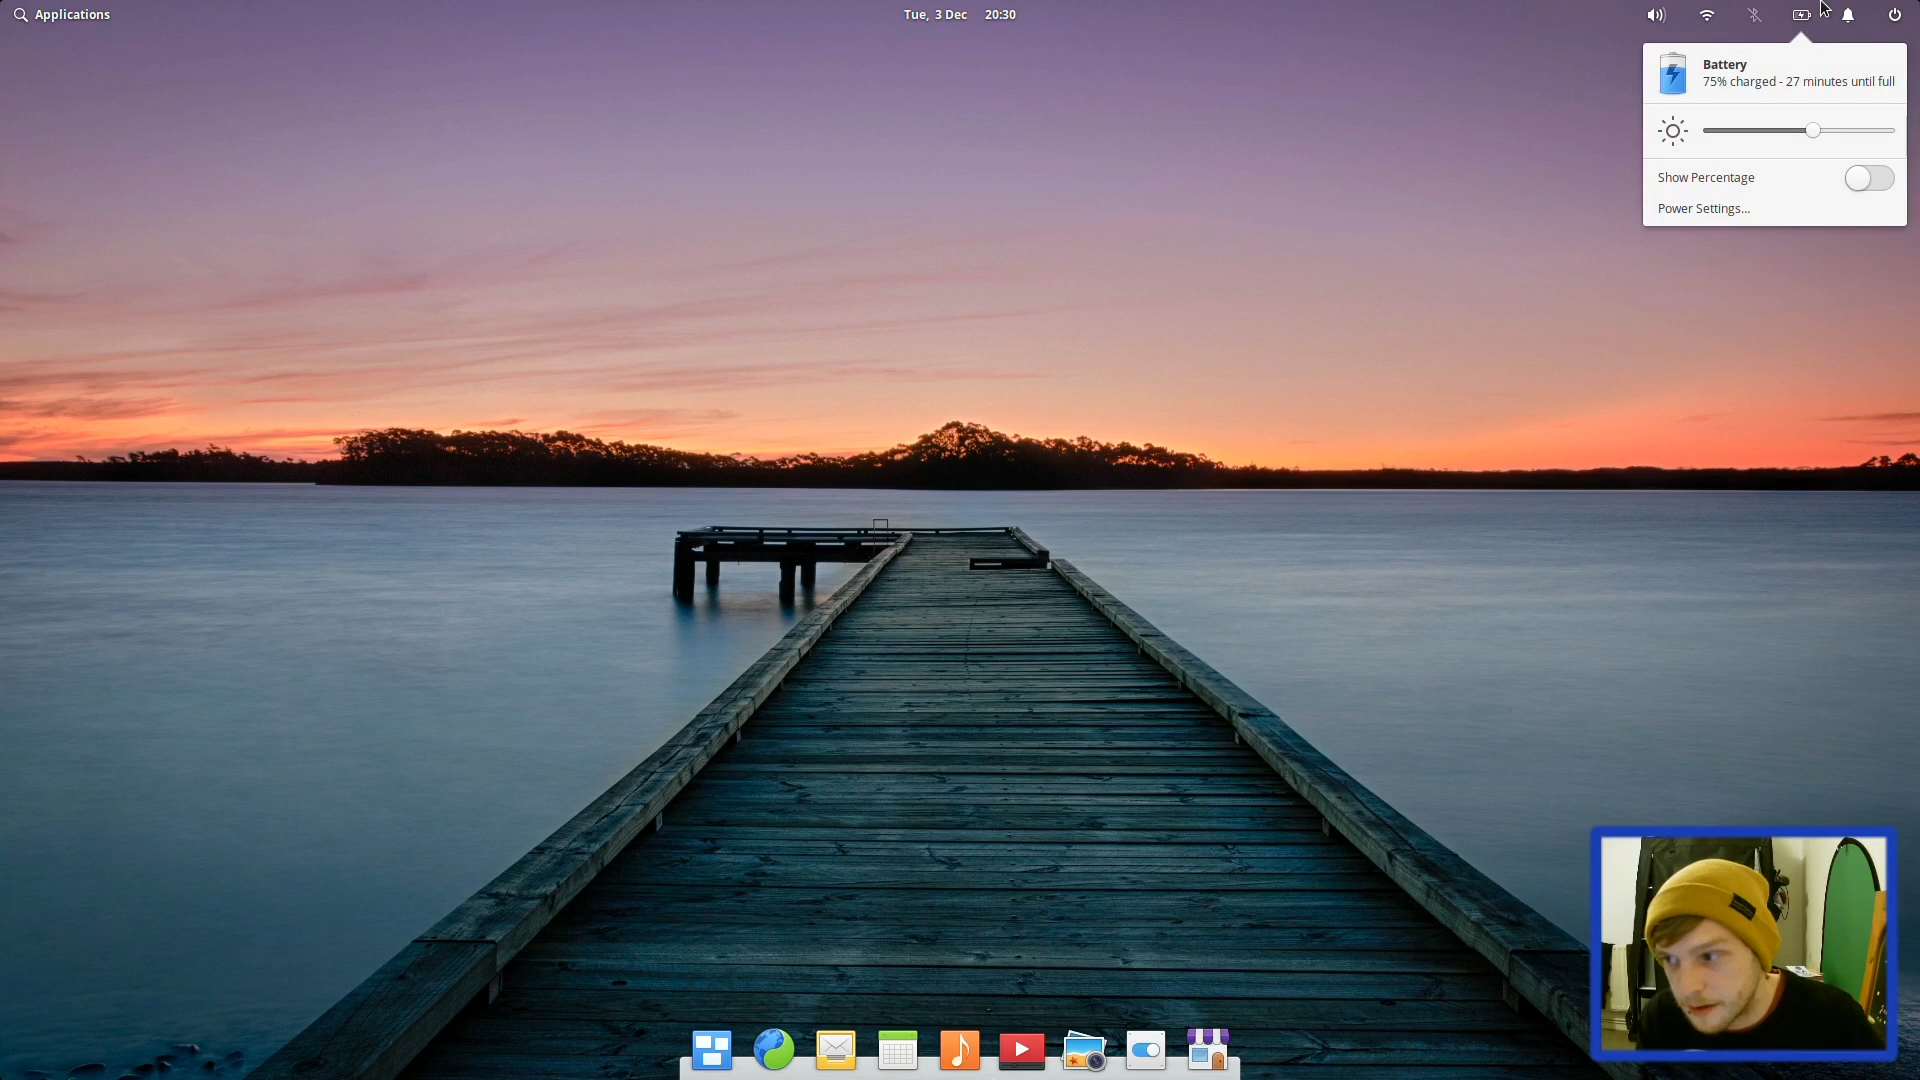 Applications
Tue, 3 Dec 20:30
Battery
75% charged - 27 minutes until full
Show Percentage
Power Settings...